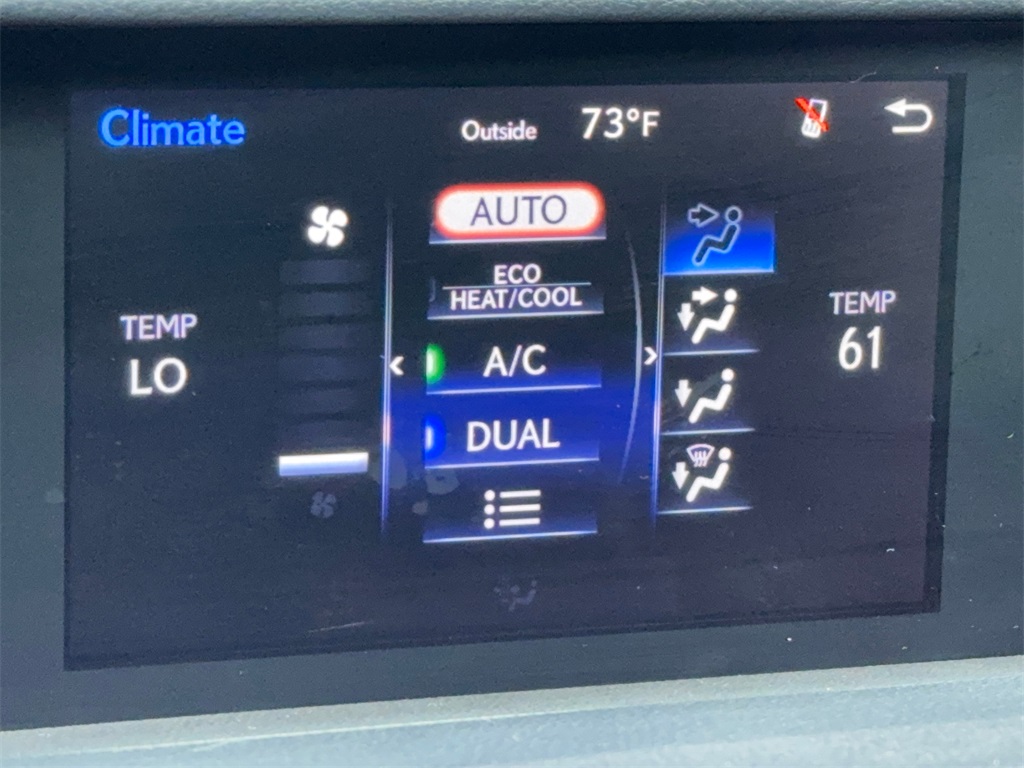 Climate
Outside 73°F
AUTO
ECO
HEAT/COOL
TEMP
LO
A/C
DUAL
TEMP
61